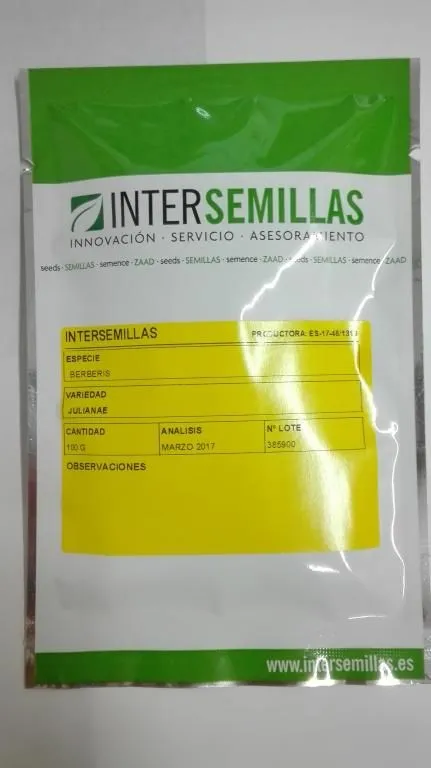 INTERSEMILLAS
INNOVACIÓN · SERVICIO · ASESORAMIENTO
seeds · SEMILLAS · semence · ZAAD · seeds · SEMILLAS · semence · ZAAD · seeds · SEMILLAS · semence · ZAAD
INTERSEMILLAS PRODUCTORA:
ESPECIE
BERBERIS
VARIEDAD
JULIANAE
CANTIDAD ANALISIS Nº LOTE
100 G MARZO 2017 385900
OBSERVACIONES
www.intersemillas.es